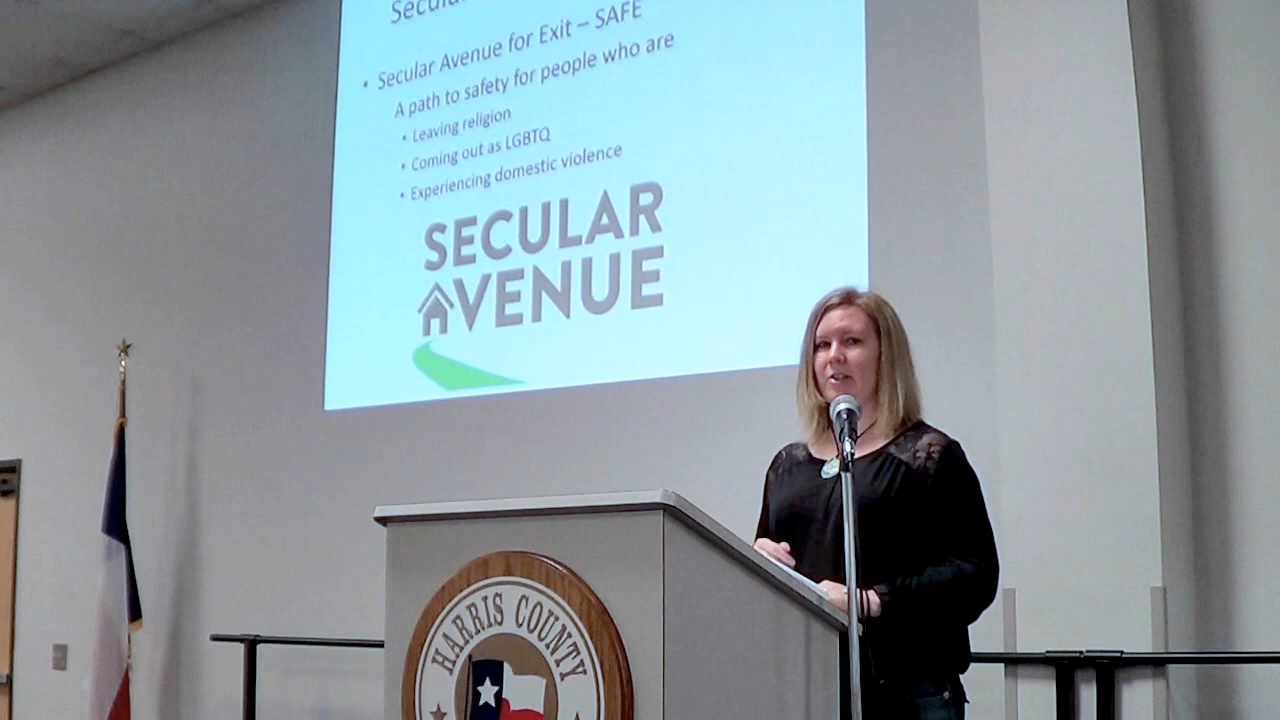 Secular
• Secular Avenue for Exit – SAFE
A path to safety for people who are
• Leaving religion
• Coming out as LGBTQ
• Experiencing domestic violence
SECULAR
AVENUE
HARRIS COUNTY